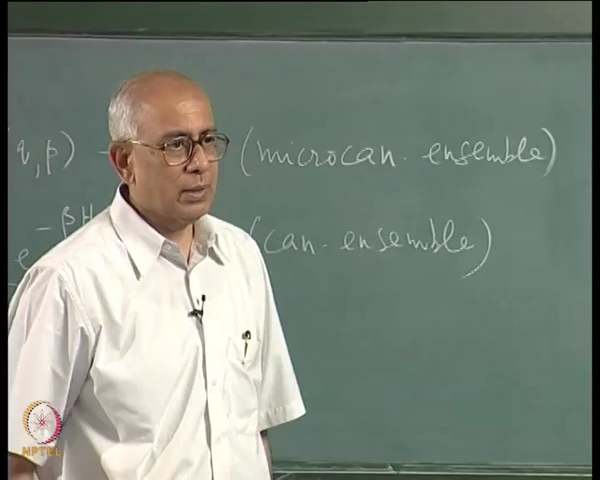 q, p) - (microcan. ensemble)
e^-βH (can. ensemble)
NPTEL